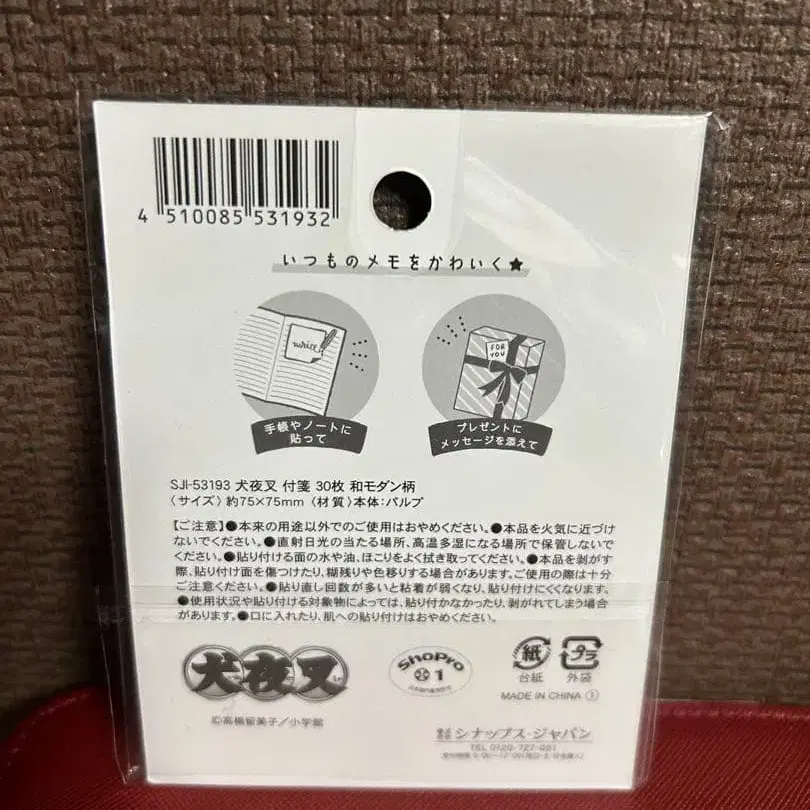 4 510085 531932
いつものメモをかわいく★
write
FOR
YOU
手帳やノートに
貼って
プレゼントに
メッセージを添えて
SJI-53193 犬夜叉 付箋 30枚 和モダン柄
〈サイズ〉約75×75mm〈材質〉本体：パルプ
【ご注意】●本来の用途以外でのご使用はおやめください。●本品を火気に近づけ
ないでください。●直射日光の当たる場所、高温多湿になる場所で保管しないで
ください。●貼り付ける面の水や油、ほこりをよく拭き取ってください。●本品を剥がす
際、貼り付け面を傷つけたり、糊残りや色移りする場合があります。ご使用の際は十分
ご注意ください。●貼り直し回数が多いと粘着が弱くなり、貼り付けにくくなります。
●使用状況や貼り付ける対象物によっては、貼り付かなかったり、剥がれてしまう場合
があります。●口に入れたり、肌への貼り付けはおやめください。
犬夜叉
ShoPro
1
紙
プラ
台紙
外袋
MADE IN CHINA ①
©高橋留美子／小学館
株式会社 シナップス・ジャパン
TEL 0120-727-081